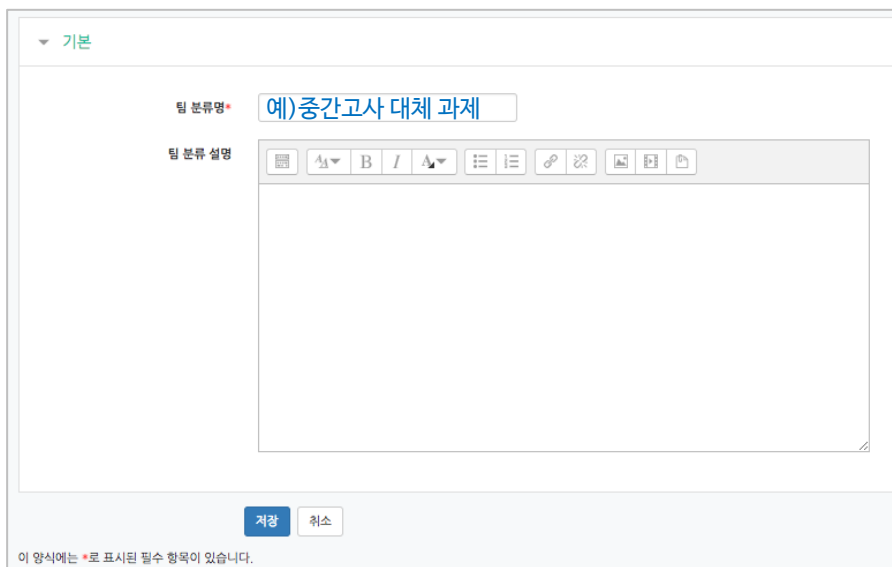 기본
팀 분류명*
예)중간고사 대체 과제
팀 분류 설명
저장
취소
이 양식에는 *로 표시된 필수 항목이 있습니다.